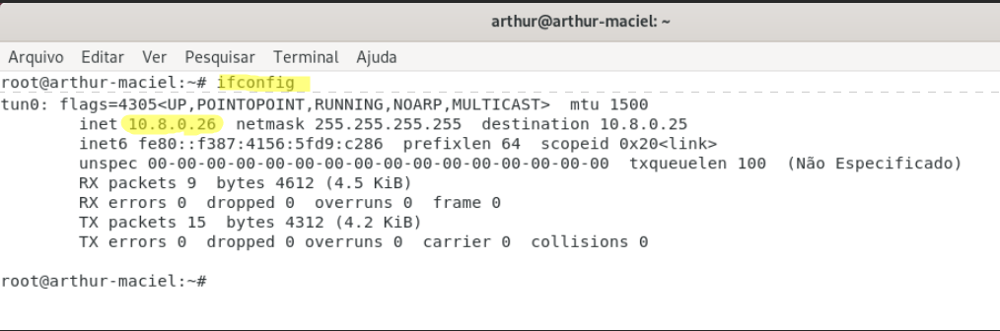 arthur@arthur-maciel: ~
Arquivo Editar Ver Pesquisar Terminal Ajuda
root@arthur-maciel:~# ifconfig
tun0: flags=4305<UP,POINTOPOINT,RUNNING,NOARP,MULTICAST>  mtu 1500
        inet 10.8.0.26  netmask 255.255.255.255  destination 10.8.0.25
        inet6 fe80::f387:4156:5fd9:c286  prefixlen 64  scopeid 0x20<link>
        unspec 00-00-00-00-00-00-00-00-00-00-00-00-00-00-00-00  txqueuelen 100  (Não Especificado)
        RX packets 9  bytes 4612 (4.5 KiB)
        RX errors 0  dropped 0  overruns 0  frame 0
        TX packets 15  bytes 4312 (4.2 KiB)
        TX errors 0  dropped 0 overruns 0  carrier 0  collisions 0
root@arthur-maciel:~#